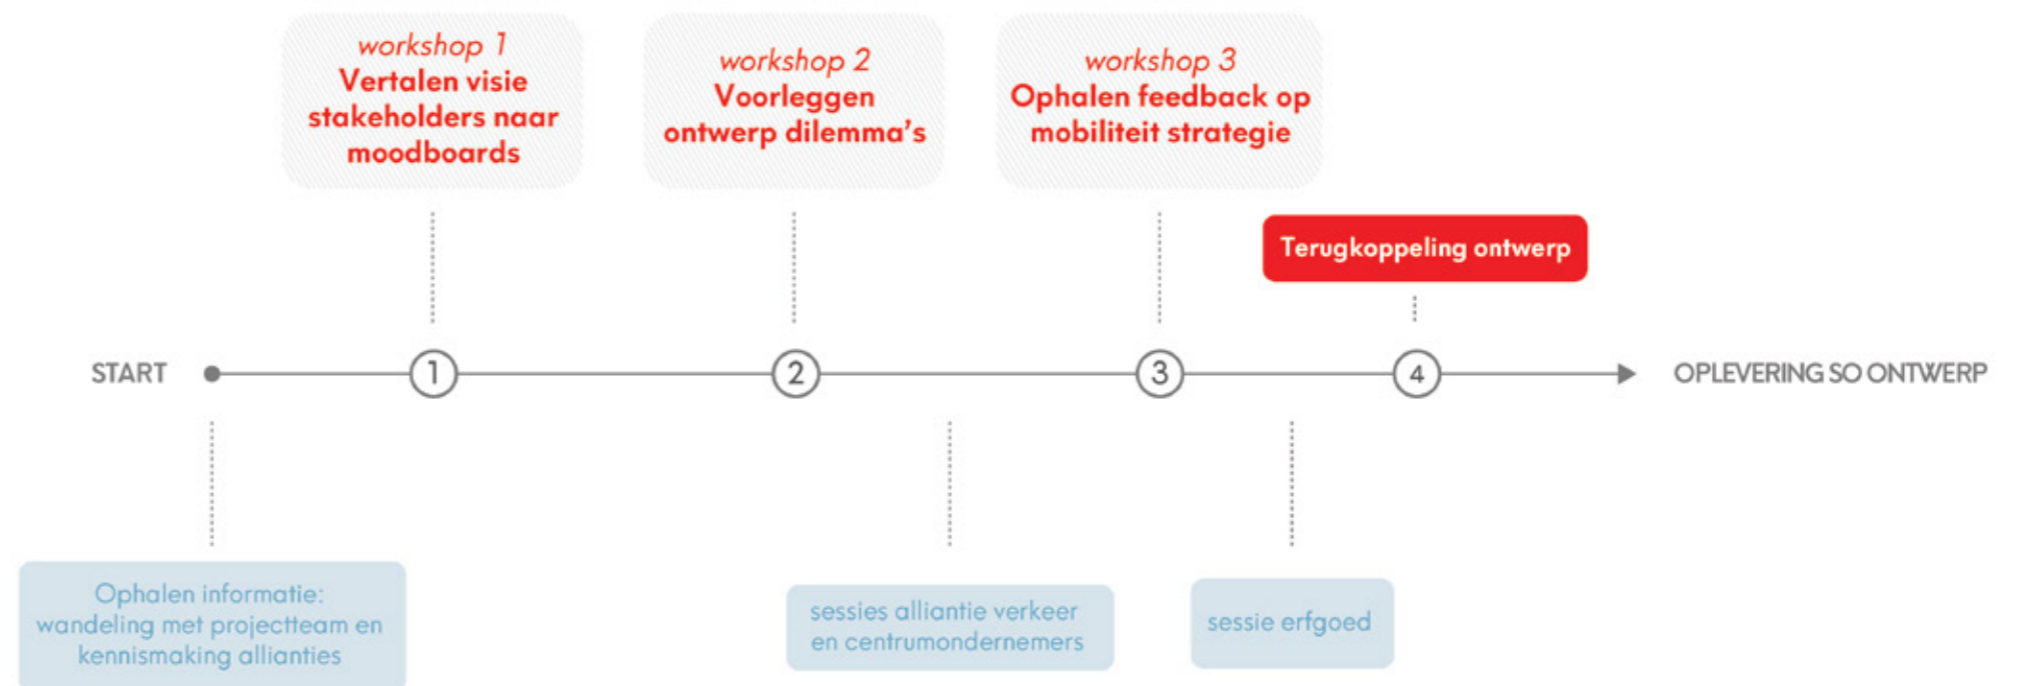 workshop 1
Vertalen visie
stakeholders naar
moodboards
workshop 2
Voorleggen
ontwerp dilemma's
workshop 3
Ophalen feedback op
mobiliteit strategie
Terugkoppeling ontwerp
START
1
2
3
4
OPLEVERING SO ONTWERP
Ophalen informatie:
wandeling met projectteam en
kennismaking allianties
sessies alliantie verkeer
en centrumondernemers
sessie erfgoed